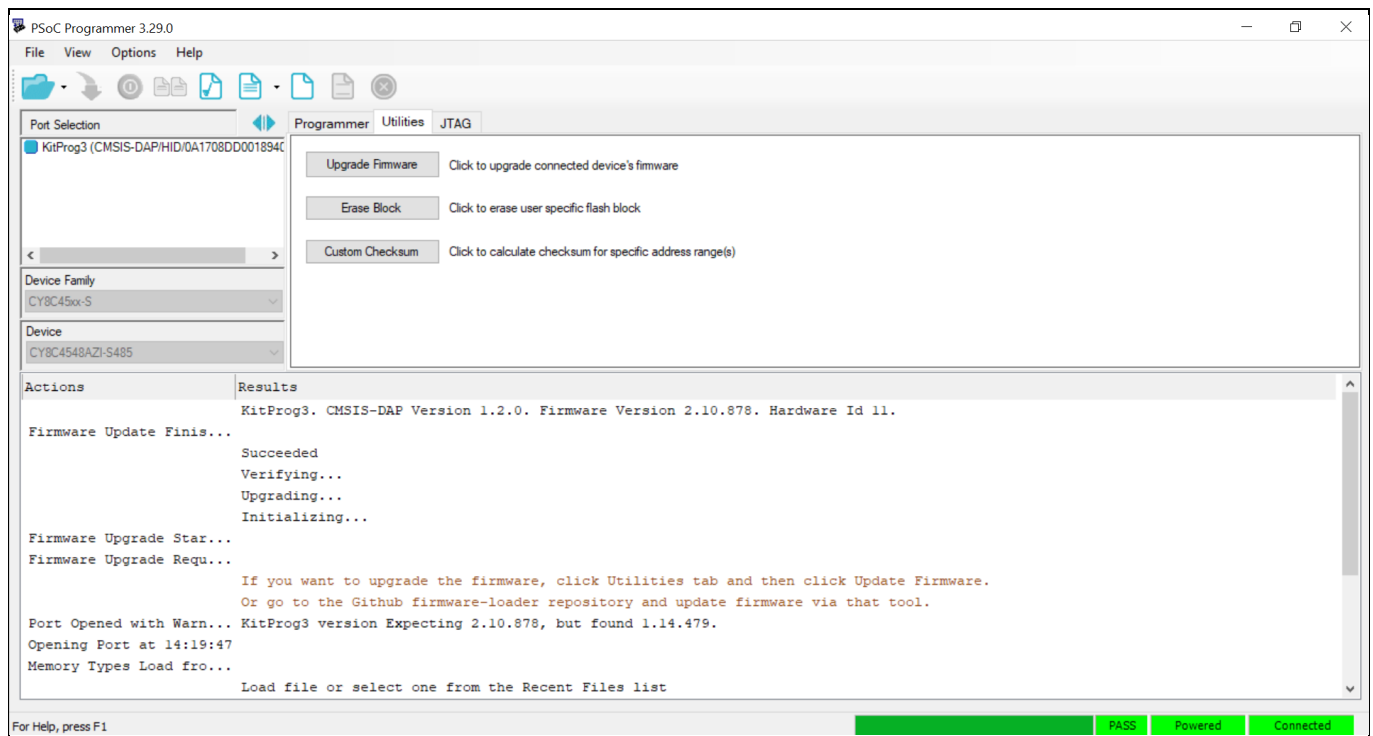 PSoC Programmer 3.29.0
File View Options Help
Port Selection
KitProg3 (CMSIS-DAP/HID/0A1708DD0018940
Device Family
CY8C45xx-S
Device
CY8C4548AZI-S485
Programmer Utilities JTAG
Upgrade Firmware Click to upgrade connected device's firmware
Erase Block Click to erase user specific flash block
Custom Checksum Click to calculate checksum for specific address range(s)
Actions Results
KitProg3. CMSIS-DAP Version 1.2.0. Firmware Version 2.10.878. Hardware Id 11.
Firmware Update Finis...
Succeeded
Verifying...
Upgrading...
Initializing...
Firmware Upgrade Star...
Firmware Upgrade Requ...
If you want to upgrade the firmware, click Utilities tab and then click Update Firmware.
Or go to the Github firmware-loader repository and update firmware via that tool.
Port Opened with Warn... KitProg3 version Expecting 2.10.878, but found 1.14.479.
Opening Port at 14:19:47
Memory Types Load fro...
Load file or select one from the Recent Files list
For Help, press F1
PASS Powered Connected